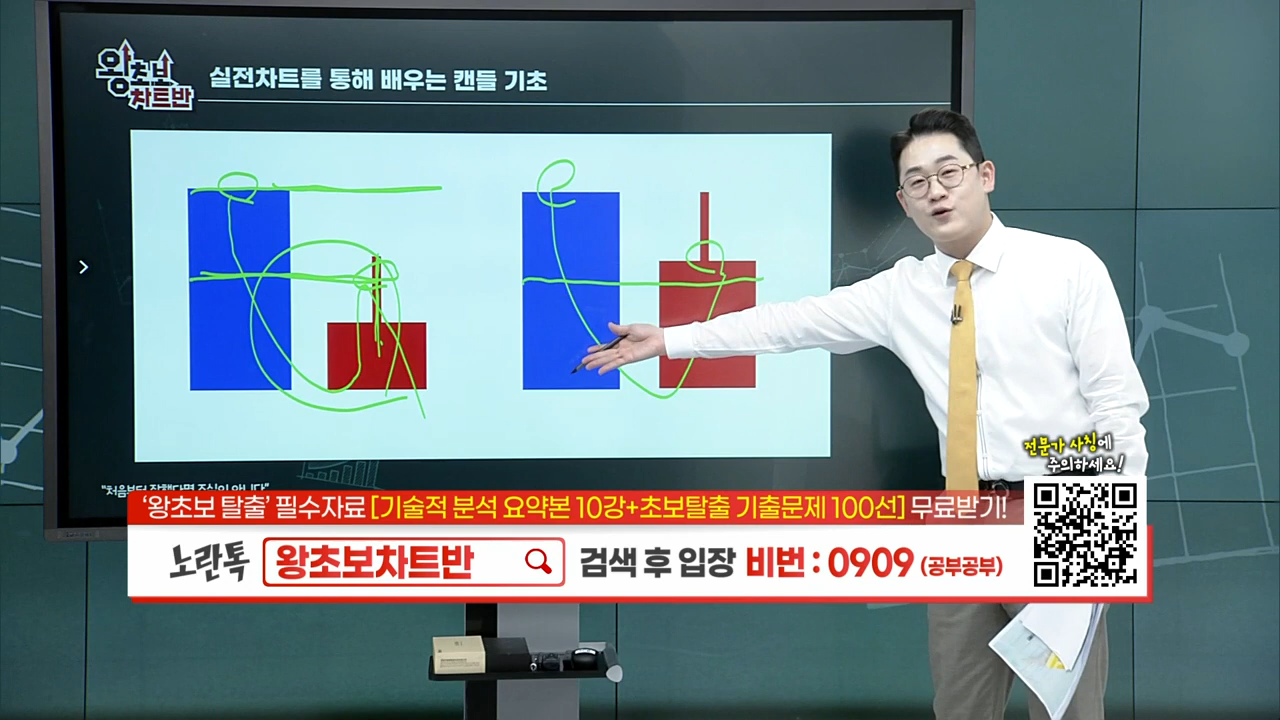 왕초보
차트반
실전차트를 통해 배우는 캔들 기초
전문가 사칭에
주의하세요!
'왕초보 탈출' 필수자료 [기술적 분석 요약본 10강+초보탈출 기출문제 100선] 무료받기!
노란톡 왕초보차트반 검색 후 입장 비번 : 0909 (공부공부)